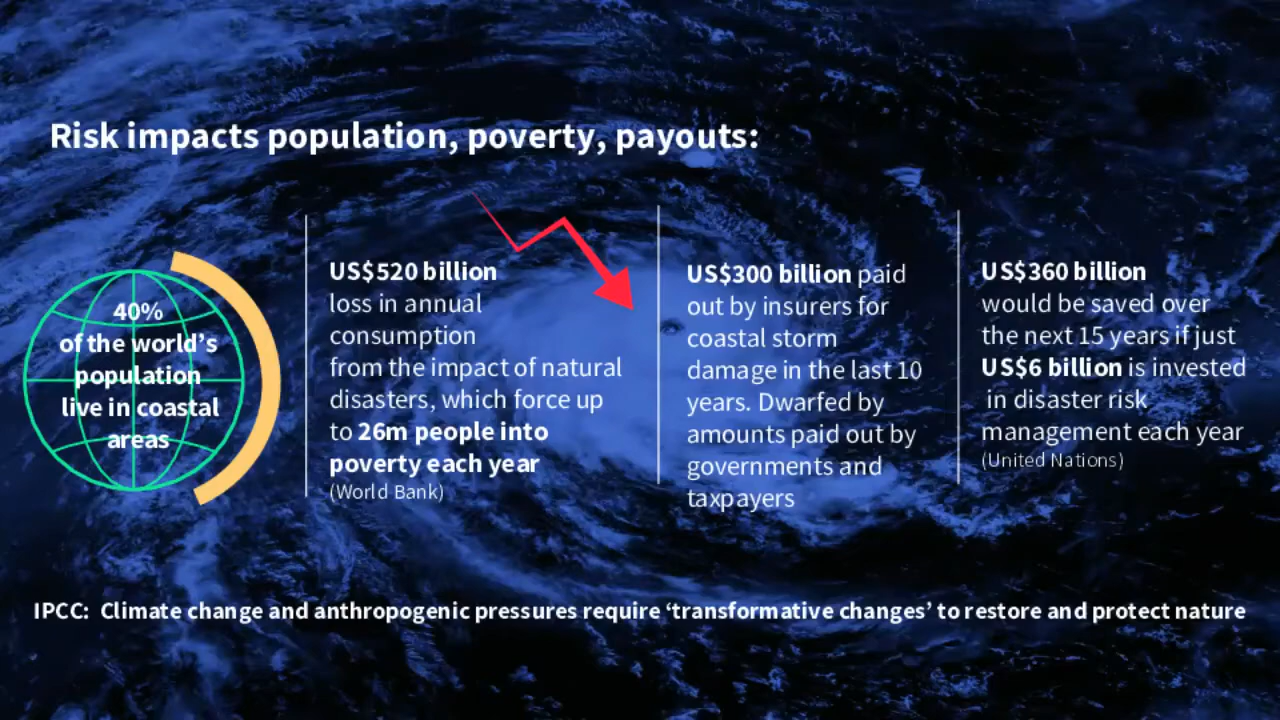 Risk impacts population, poverty, payouts:
40%
of the world's
population
live in coastal
areas
US$520 billion
loss in annual
consumption
from the impact of natural
disasters, which force up
to 26m people into
poverty each year
(World Bank)
US$300 billion paid
out by insurers for
coastal storm
damage in the last 10
years. Dwarfed by
amounts paid out by
governments and
taxpayers
US$360 billion
would be saved over
the next 15 years if just
US$6 billion is invested
in disaster risk
management each year
(United Nations)
IPCC: Climate change and anthropogenic pressures require ‘transformative changes’ to restore and protect nature